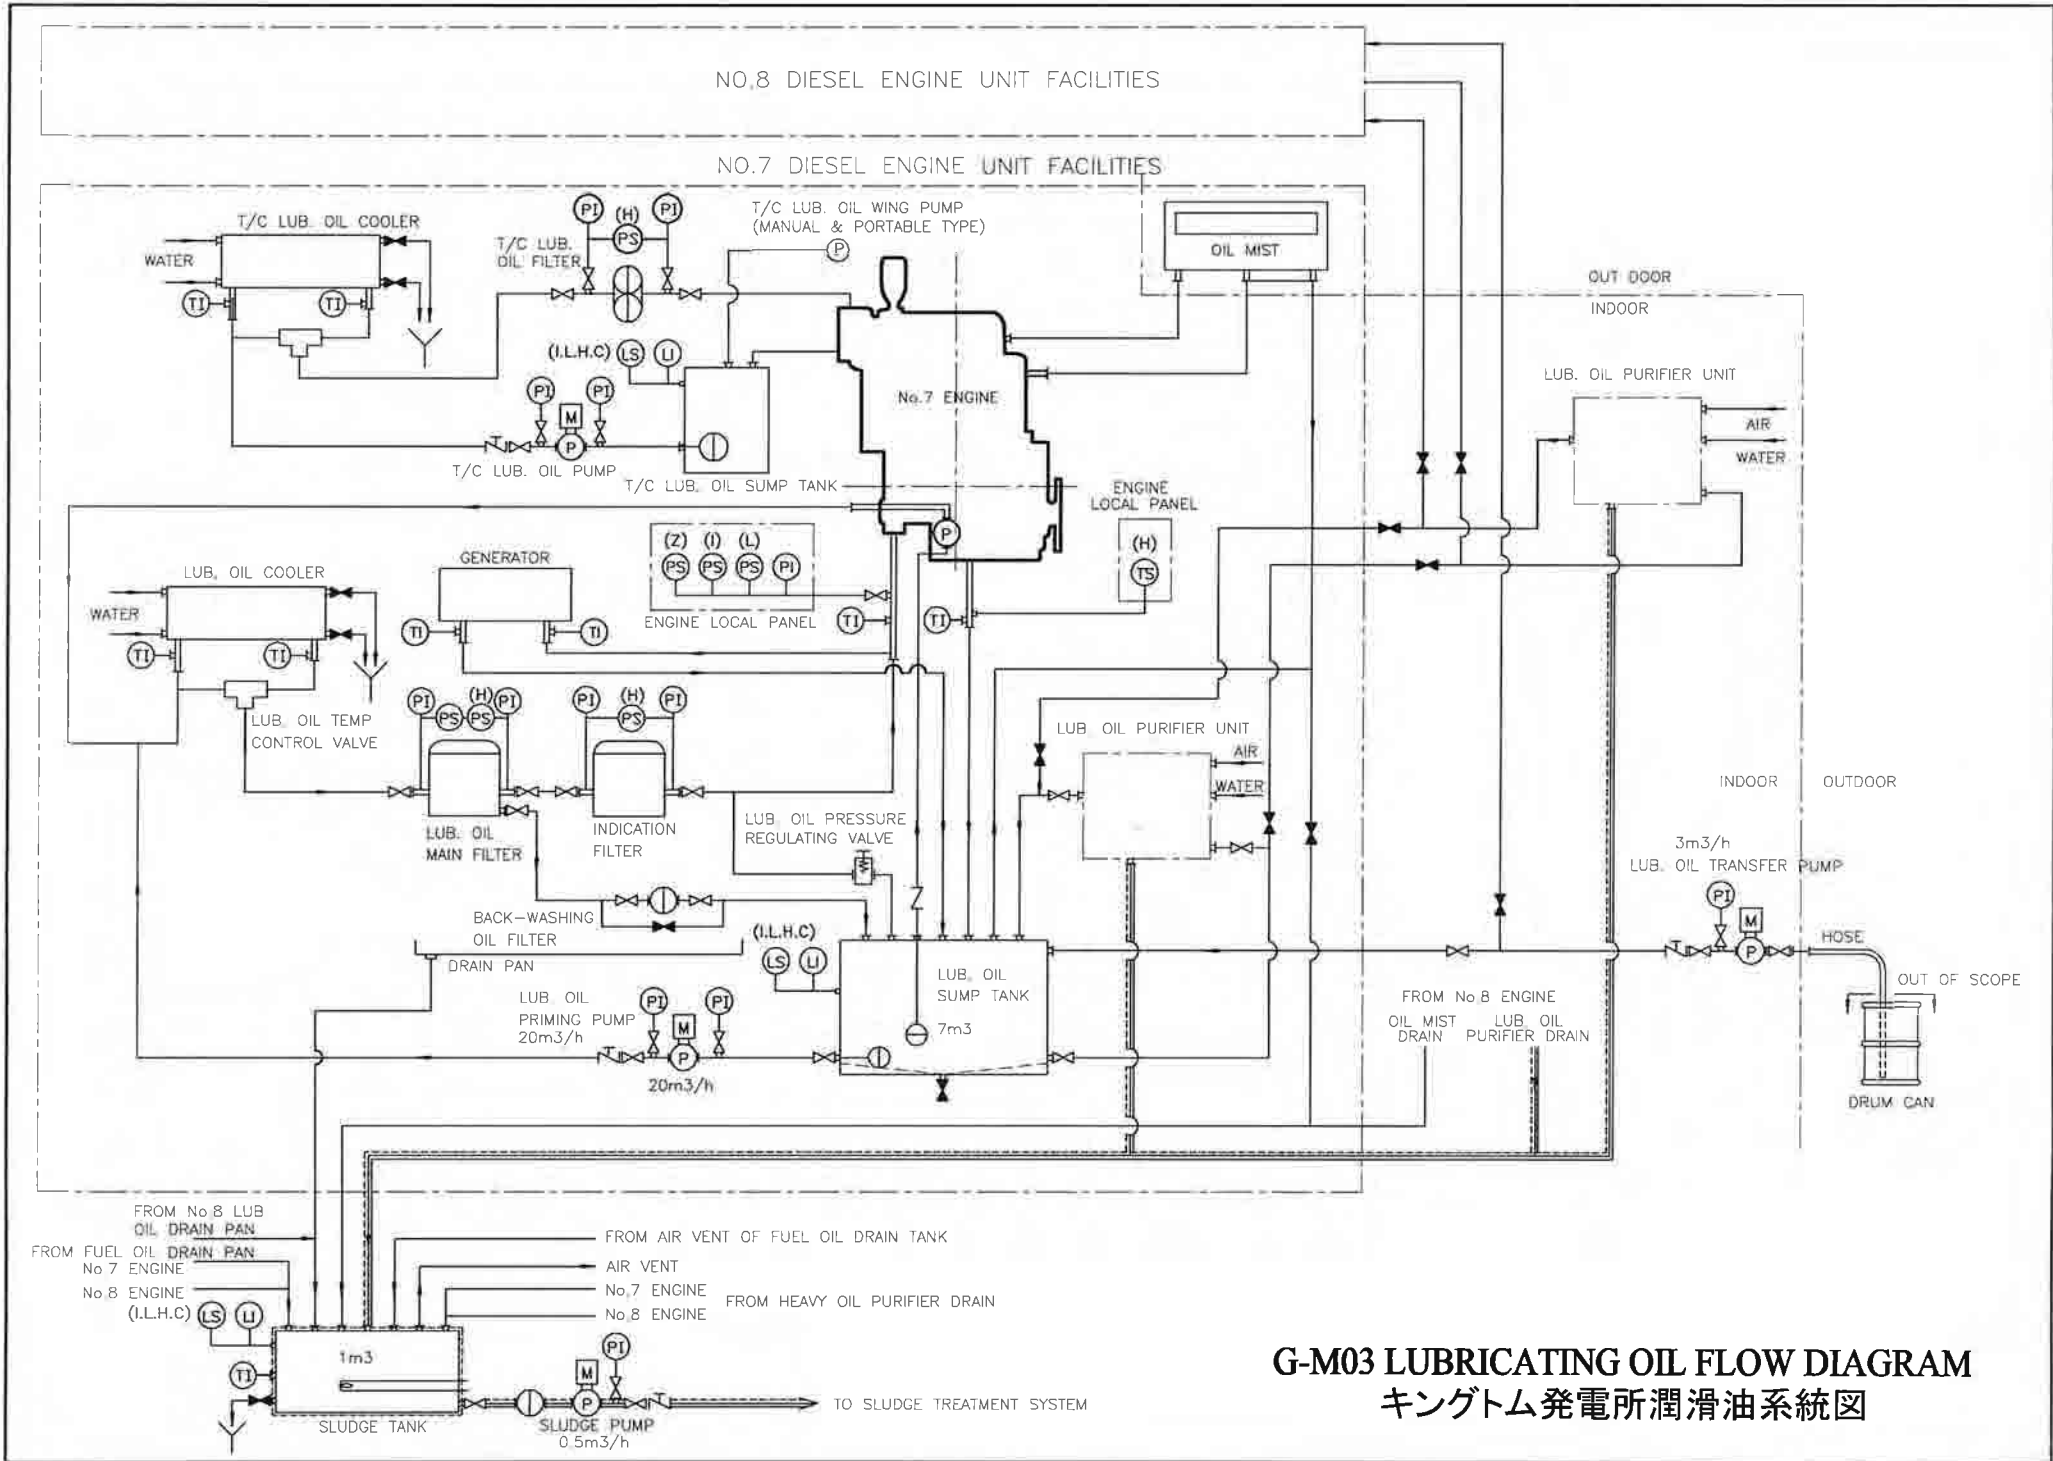 NO.8 DIESEL ENGINE UNIT FACILITIES
NO.7 DIESEL ENGINE UNIT FACILITIES
T/C LUB. OIL COOLER
WATER
TI
TI
T/C LUB.
OIL FILTER
PI
(H)
PS
PI
T/C LUB. OIL WING PUMP
(MANUAL & PORTABLE TYPE)
P
OIL MIST
OUT DOOR
INDOOR
(I.L.H.C)
LS
LI
PI
M
P
PI
T/C LUB. OIL PUMP
T/C LUB. OIL SUMP TANK
No.7 ENGINE
P
LUB. OIL PURIFIER UNIT
AIR
WATER
ENGINE
LOCAL PANEL
(H)
TS
(Z)
(I)
(L)
PS
PS
PS
PI
ENGINE LOCAL PANEL
TI
TI
GENERATOR
TI
TI
LUB. OIL COOLER
WATER
TI
TI
LUB. OIL TEMP
CONTROL VALVE
PI
PS
(H)
PS
PI
PI
(H)
PS
PI
LUB. OIL
MAIN FILTER
INDICATION
FILTER
LUB. OIL PRESSURE
REGULATING VALVE
LUB. OIL PURIFIER UNIT
AIR
WATER
INDOOR
OUTDOOR
3m3/h
LUB. OIL TRANSFER PUMP
PI
M
P
HOSE
OUT OF SCOPE
DRUM CAN
BACK-WASHING
OIL FILTER
DRAIN PAN
(I.L.H.C)
LS
LI
LUB. OIL
SUMP TANK
7m3
LUB. OIL
PRIMING PUMP
20m3/h
PI
M
P
PI
20m3/h
FROM No.8 ENGINE
OIL MIST
DRAIN
LUB. OIL
PURIFIER DRAIN
FROM No.8 LUB
OIL DRAIN PAN
FROM FUEL OIL DRAIN PAN
No.7 ENGINE
No.8 ENGINE
(I.L.H.C)
LS
LI
TI
FROM AIR VENT OF FUEL OIL DRAIN TANK
AIR VENT
No.7 ENGINE
No.8 ENGINE
FROM HEAVY OIL PURIFIER DRAIN
1m3
SLUDGE TANK
M
P
PI
SLUDGE PUMP
0.5m3/h
TO SLUDGE TREATMENT SYSTEM
G-M03 LUBRICATING OIL FLOW DIAGRAM
キングトム発電所潤滑油系統図